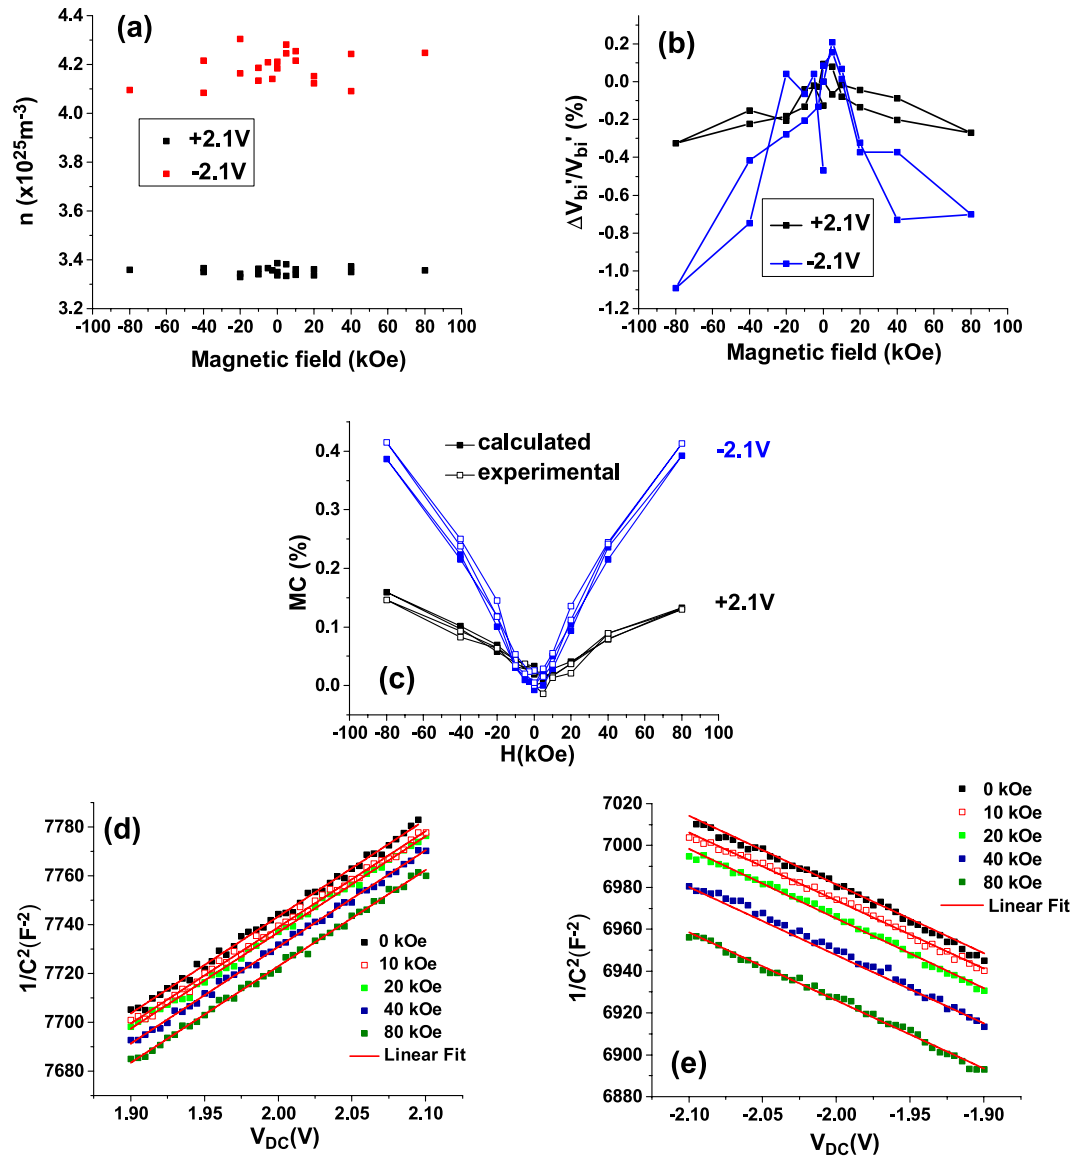 (a)
4.4
4.2
4.0
3.8
3.6
3.4
3.2
n (x10²⁵m⁻³)
+2.1V
-2.1V
-100 -80 -60 -40 -20 0 20 40 60 80 100
Magnetic field (kOe)
(b)
0.2
0.0
-0.2
-0.4
-0.6
-0.8
-1.0
-1.2
ΔV_bi'/V_bi' (%)
+2.1V
-2.1V
-100 -80 -60 -40 -20 0 20 40 60 80 100
Magnetic field (kOe)
(c)
0.4
0.3
0.2
0.1
0.0
MC (%)
calculated
experimental
-2.1V
+2.1V
-100 -80 -60 -40 -20 0 20 40 60 80 100
H(kOe)
(d)
7780
7760
7740
7720
7700
7680
1/C²(F⁻²)
0 kOe
10 kOe
20 kOe
40 kOe
80 kOe
Linear Fit
1.90 1.95 2.00 2.05 2.10
V_DC(V)
(e)
7020
7000
6980
6960
6940
6920
6900
6880
1/C²(F⁻²)
0 kOe
10 kOe
20 kOe
40 kOe
80 kOe
Linear Fit
-2.10 -2.05 -2.00 -1.95 -1.90
V_DC(V)